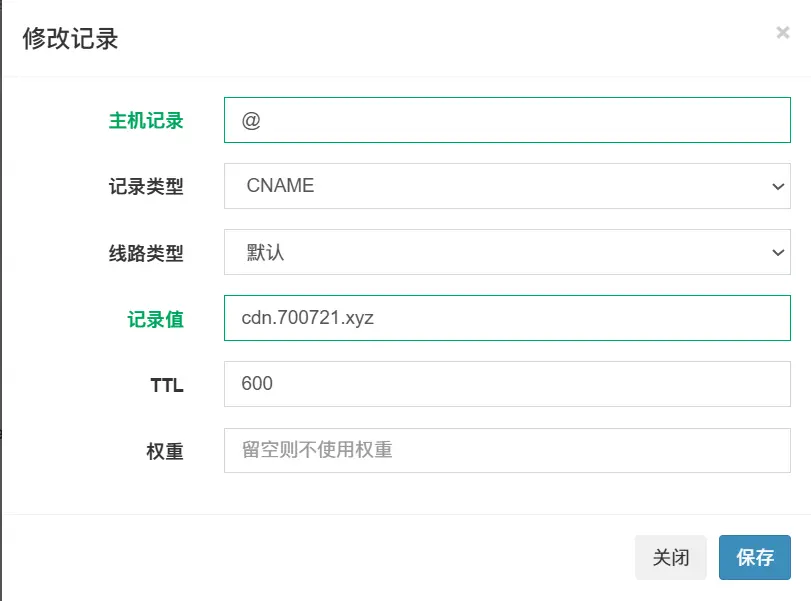 修改记录
×
主机记录 @
记录类型 CNAME
线路类型 默认
记录值 cdn.700721.xyz
TTL 600
权重 留空则不使用权重
关闭 保存